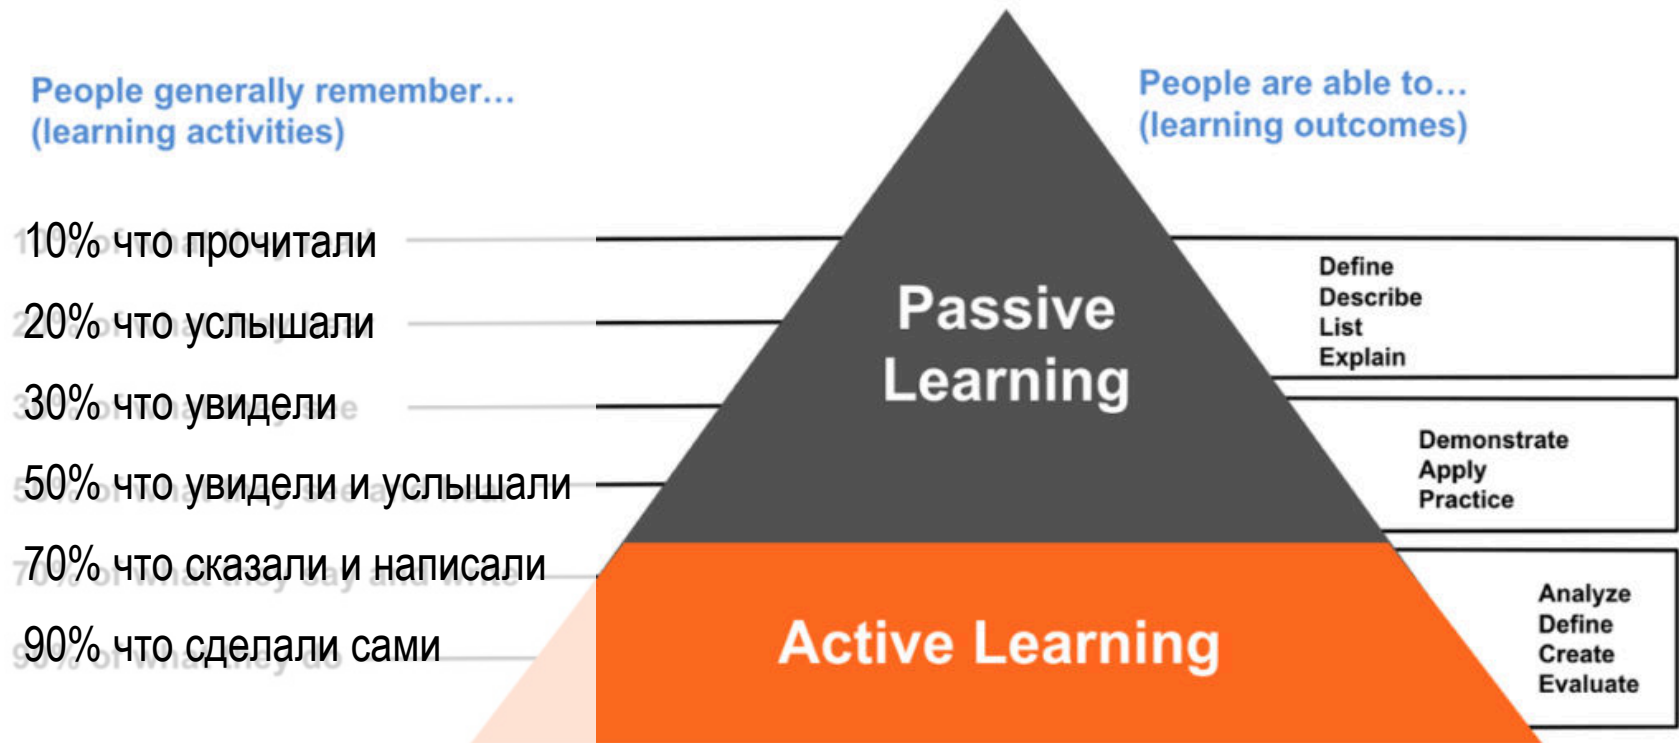 People generally remember...
(learning activities)
10% что прочитали
20% что услышали
30% что увидели
50% что увидели и услышали
70% что сказали и написали
90% что сделали сами
Passive
Learning
Active Learning
People are able to...
(learning outcomes)
Define
Describe
List
Explain
Demonstrate
Apply
Practice
Analyze
Define
Create
Evaluate